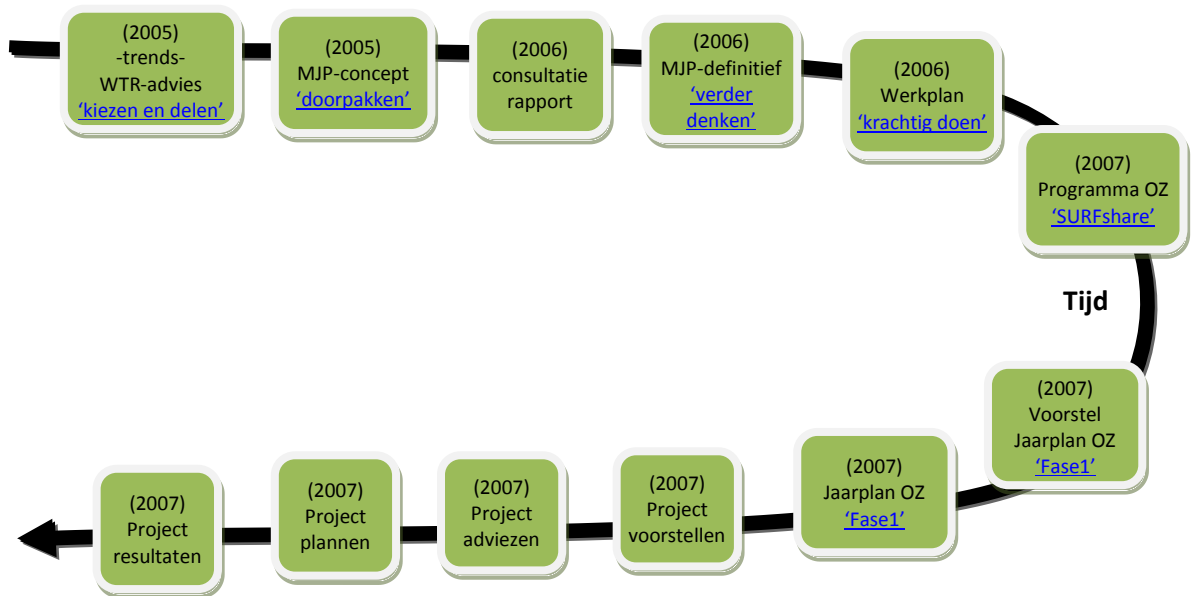 (2005)
-trends-
WTR-advies
‘kiezen en delen’
(2005)
MJP-concept
‘doorpakken’
(2006)
consultatie
rapport
(2006)
MJP-definitief
‘verder
denken’
(2006)
Werkplan
‘krachtig doen’
(2007)
Programma OZ
‘SURFshare’
Tijd
(2007)
Voorstel
Jaarplan OZ
‘Fase1’
(2007)
Jaarplan OZ
‘Fase1’
(2007)
Project
voorstellen
(2007)
Project
adviezen
(2007)
Project
plannen
(2007)
Project
resultaten